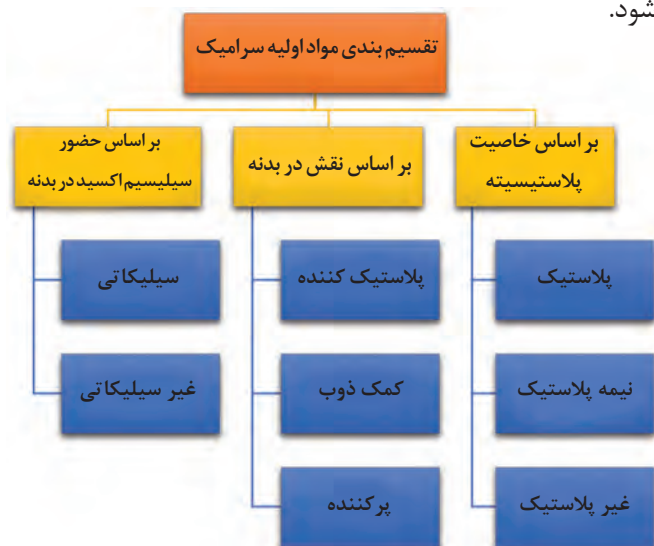 شود.
تقسیم بندی مواد اولیه سرامیک
بر اساس خاصیت
پلاستیسیته
پلاستیک
نیمه پلاستیک
غیر پلاستیک
بر اساس نقش در بدنه
پلاستیک کننده
کمک ذوب
پرکننده
بر اساس حضور
سیلیسیم اکسید در بدنه
سیلیکاتی
غیر سیلیکاتی